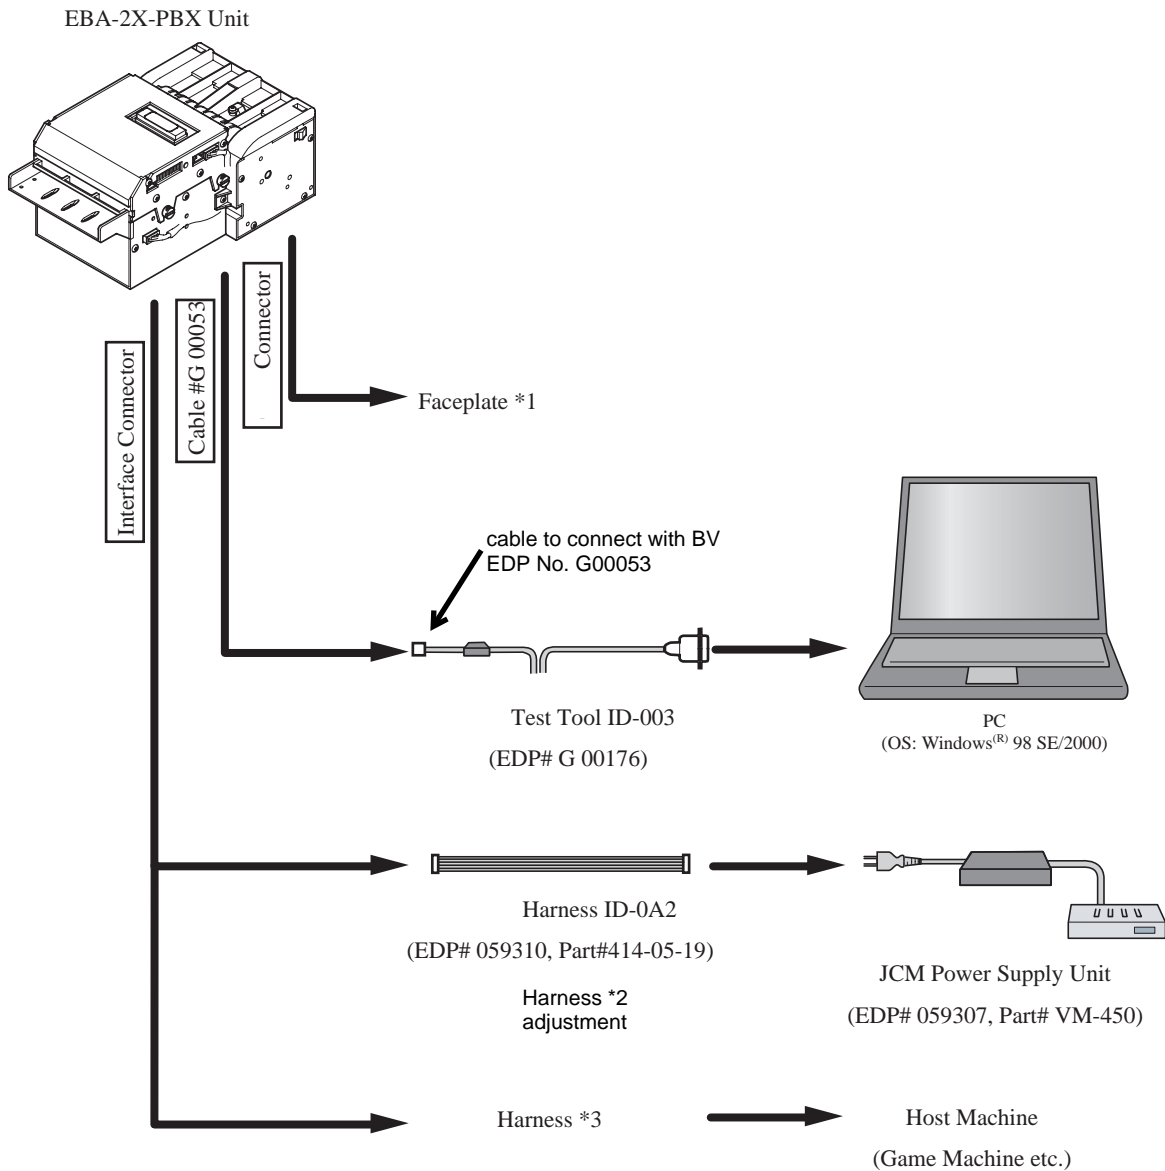 EBA-2X-PBX Unit
Interface Connector
Cable #G 00053
Connector
Faceplate *1
cable to connect with BV
EDP No. G00053
Test Tool ID-003
(EDP# G 00176)
PC
(OS: Windows(R) 98 SE/2000)
Harness ID-0A2
(EDP# 059310, Part#414-05-19)
Harness *2
adjustment
JCM Power Supply Unit
(EDP# 059307, Part# VM-450)
Harness *3
Host Machine
(Game Machine etc.)